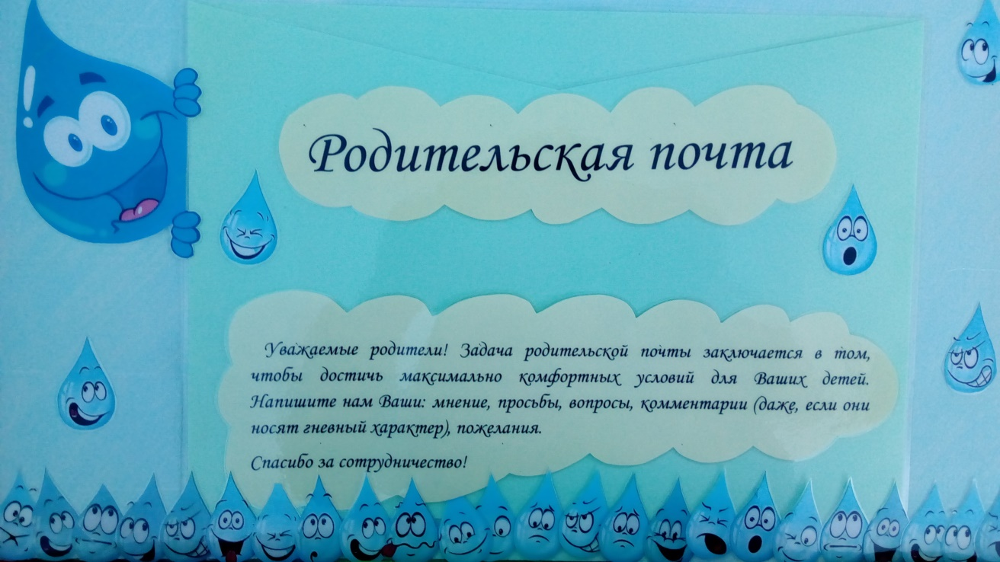 Родительская почта
Уважаемые родители! Задача родительской почты заключается в том,
чтобы достичь максимально комфортных условий для Ваших детей.
Напишите нам Ваши: мнение, просьбы, вопросы, комментарии (даже, если они
носят гневный характер), пожелания.
Спасибо за сотрудничество!